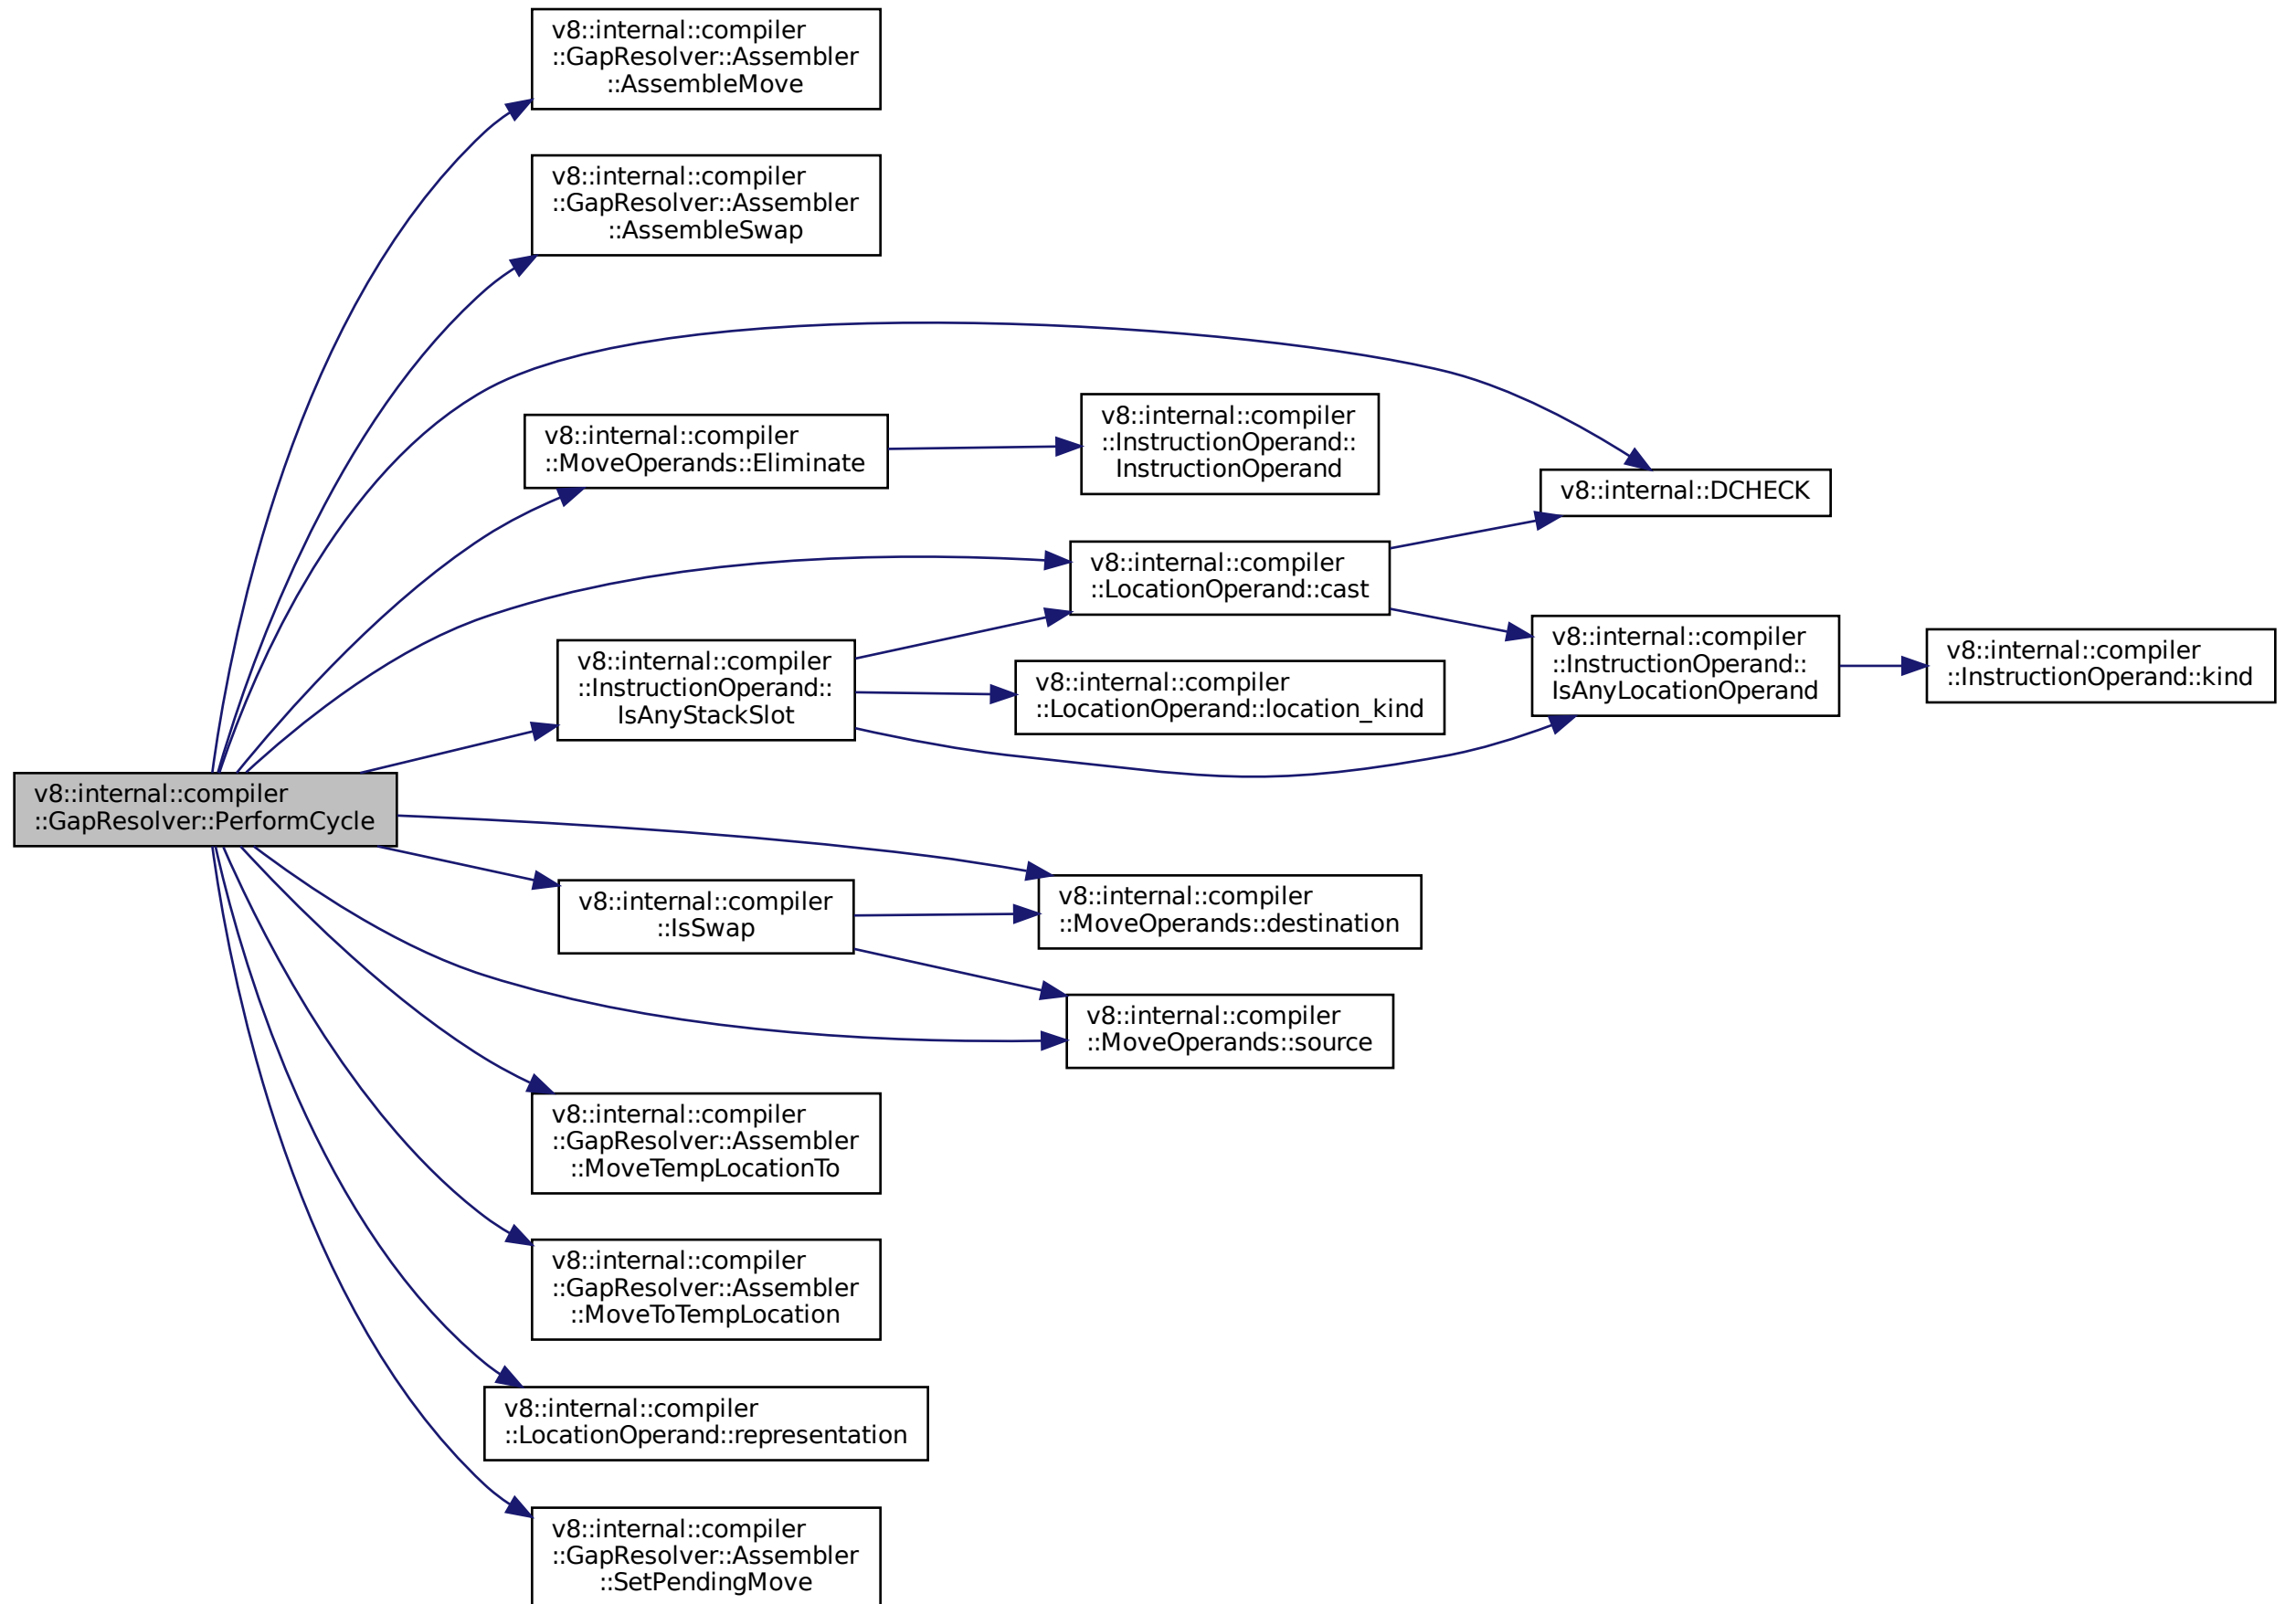 v8::internal::compiler
::GapResolver::Assembler
::AssembleMove
v8::internal::compiler
::GapResolver::Assembler
::AssembleSwap
v8::internal::compiler
::MoveOperands::Eliminate
v8::internal::compiler
::InstructionOperand::
InstructionOperand
v8::internal::DCHECK
v8::internal::compiler
::LocationOperand::cast
v8::internal::compiler
::InstructionOperand::
IsAnyStackSlot
v8::internal::compiler
::LocationOperand::location_kind
v8::internal::compiler
::InstructionOperand::
IsAnyLocationOperand
v8::internal::compiler
::InstructionOperand::kind
v8::internal::compiler
::GapResolver::PerformCycle
v8::internal::compiler
::IsSwap
v8::internal::compiler
::MoveOperands::destination
v8::internal::compiler
::MoveOperands::source
v8::internal::compiler
::GapResolver::Assembler
::MoveTempLocationTo
v8::internal::compiler
::GapResolver::Assembler
::MoveToTempLocation
v8::internal::compiler
::LocationOperand::representation
v8::internal::compiler
::GapResolver::Assembler
::SetPendingMove